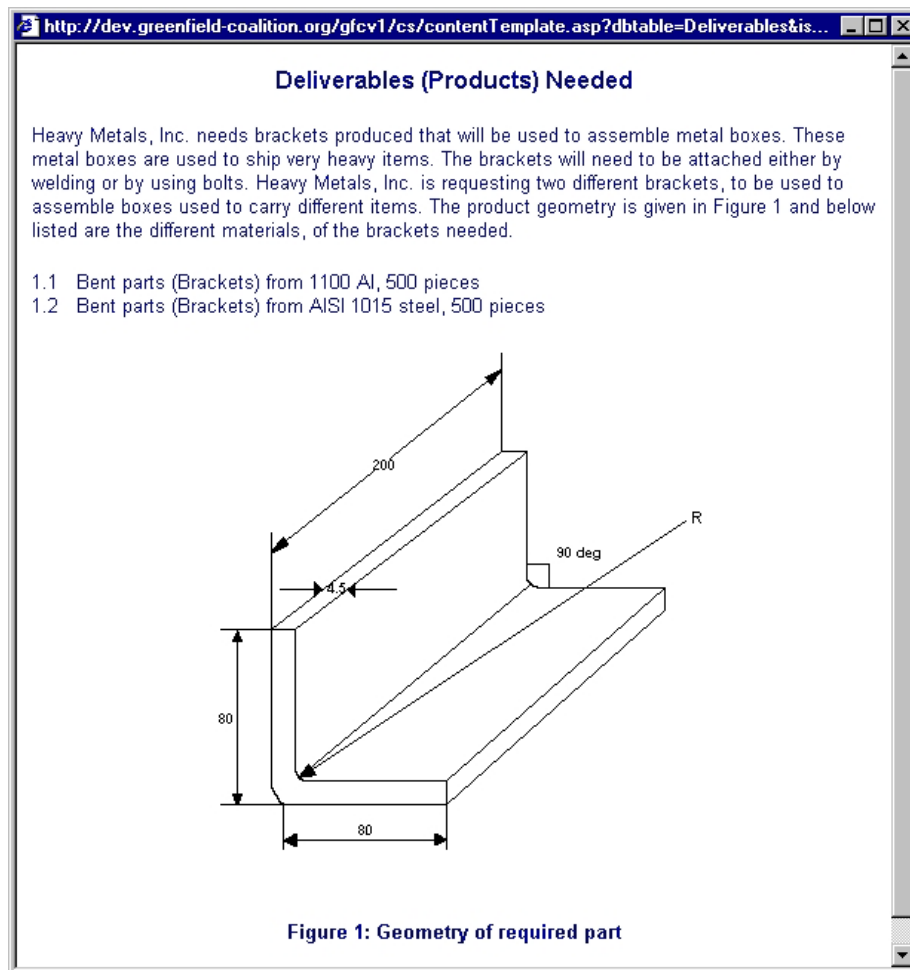 http://dev.greenfield-coalition.org/gfcv1/cs/contentTemplate.asp?dbtable=Deliverables&is...
Deliverables (Products) Needed
Heavy Metals, Inc. needs brackets produced that will be used to assemble metal boxes. These
metal boxes are used to ship very heavy items. The brackets will need to be attached either by
welding or by using bolts. Heavy Metals, Inc. is requesting two different brackets, to be used to
assemble boxes used to carry different items. The product geometry is given in Figure 1 and below
listed are the different materials, of the brackets needed.
1.1 Bent parts (Brackets) from 1100 Al, 500 pieces
1.2 Bent parts (Brackets) from AISI 1015 steel, 500 pieces
200
R
90 deg
4.5
80
80
Figure 1: Geometry of required part